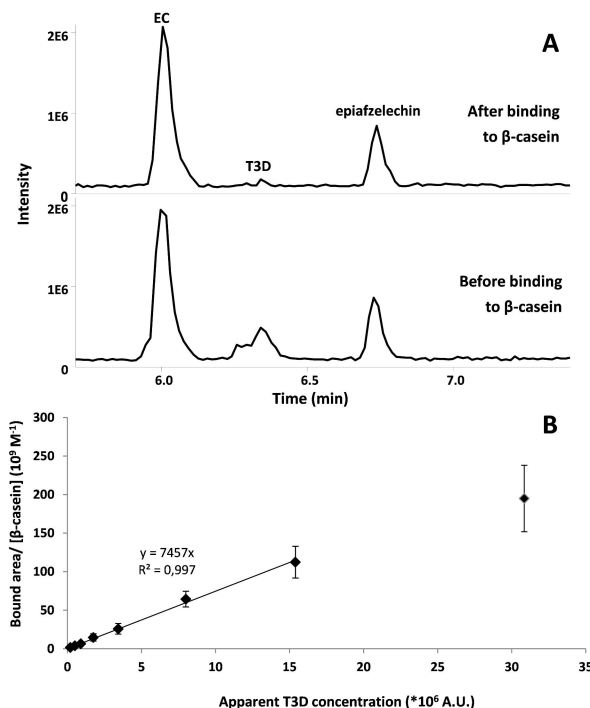 EC
A
2E6
1E6
0
T3D
epiafzelechin
After binding
to β-casein
Intensity
2E6
1E6
0
Before binding
to β-casein
6.0 6.5 7.0
Time (min)
B
Bound area/ [β-casein] (10⁹ M⁻¹)
300
250
200
150
100
50
0
y = 7457x
R² = 0,997
0 5 10 15 20 25 30 35
Apparent T3D concentration (*10⁶ A.U.)